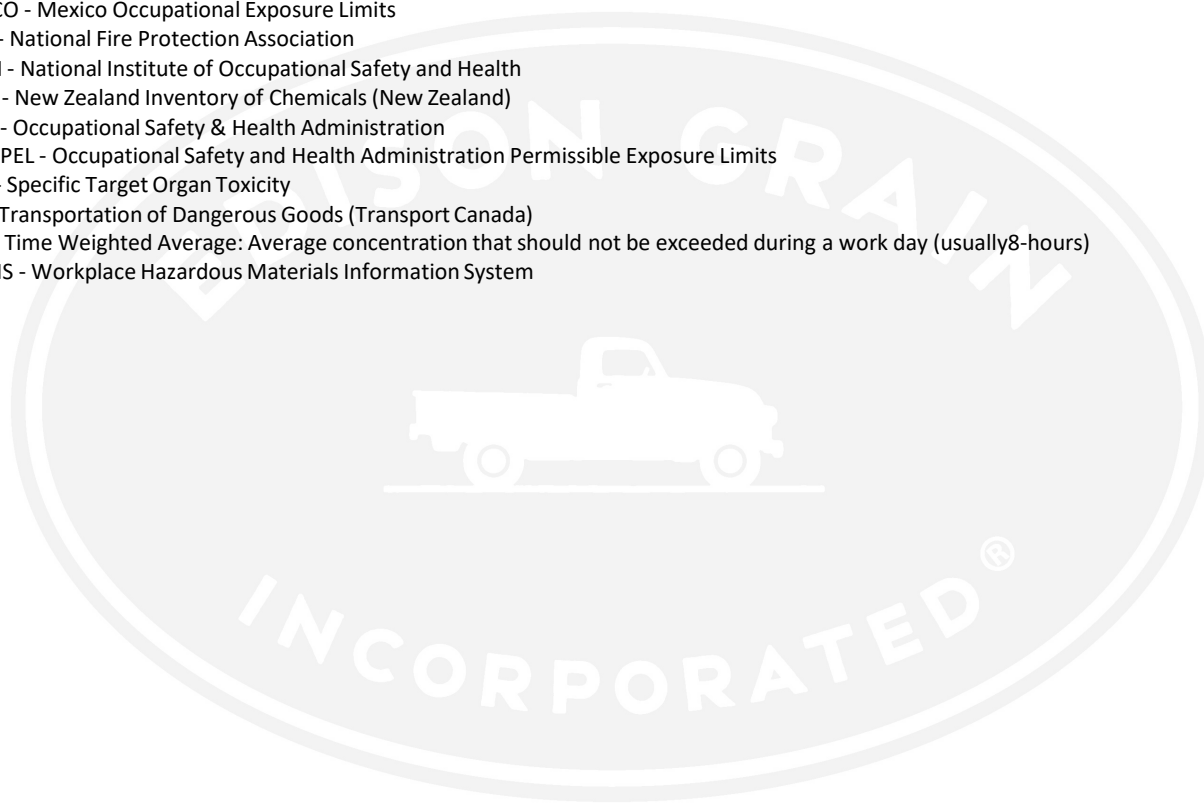 CO - Mexico Occupational Exposure Limits
- National Fire Protection Association
- National Institute of Occupational Safety and Health
- New Zealand Inventory of Chemicals (New Zealand)
- Occupational Safety & Health Administration
PEL - Occupational Safety and Health Administration Permissible Exposure Limits
- Specific Target Organ Toxicity
Transportation of Dangerous Goods (Transport Canada)
Time Weighted Average: Average concentration that should not be exceeded during a work day (usually8-hours)
IS - Workplace Hazardous Materials Information System
EDISON GRAIN
INCORPORATED®